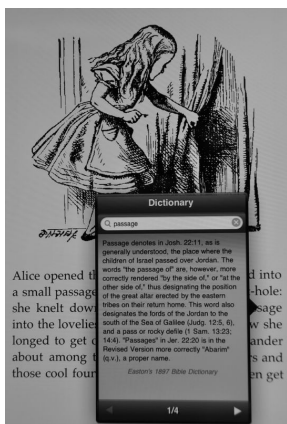 Dictionary
passage
Passage denotes in Josh. 22:11, as is
generally understood, the place where the
children of Israel passed over Jordan. The
words "the passage of" are, however, more
correctly rendered "by the side of," or "at the
other side of," thus designating the position
of the great altar erected by the eastern
tribes on their return home. This word also
designates the fords of the Jordan to the
south of the Sea of Galilee (Judg. 12:5, 6),
and a pass or rocky defile (1 Sam. 13:23;
14:4). "Passages" in Jer. 22:20 is in the
Revised Version more correctly "Abarim"
(q.v.), a proper name.
Easton's 1897 Bible Dictionary
1/4
Alice opened th d into
a small passage -hole:
she knelt down sage
into the lovelies w she
longed to get o ander
about among t rs and
those cool foun en get